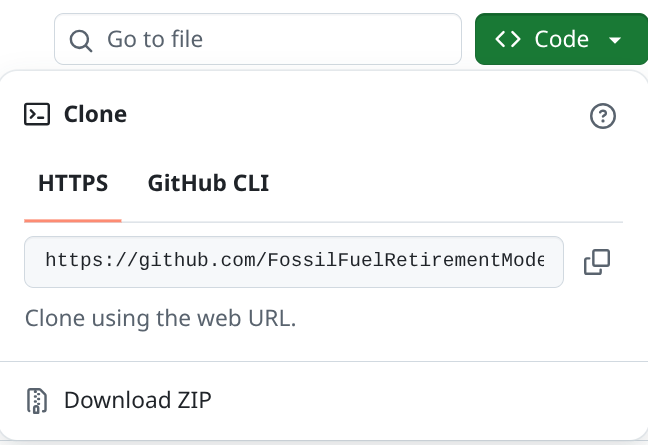 Go to file
Code
Clone
HTTPS
GitHub CLI
https://github.com/FossilFuelRetirementMode
Clone using the web URL.
Download ZIP